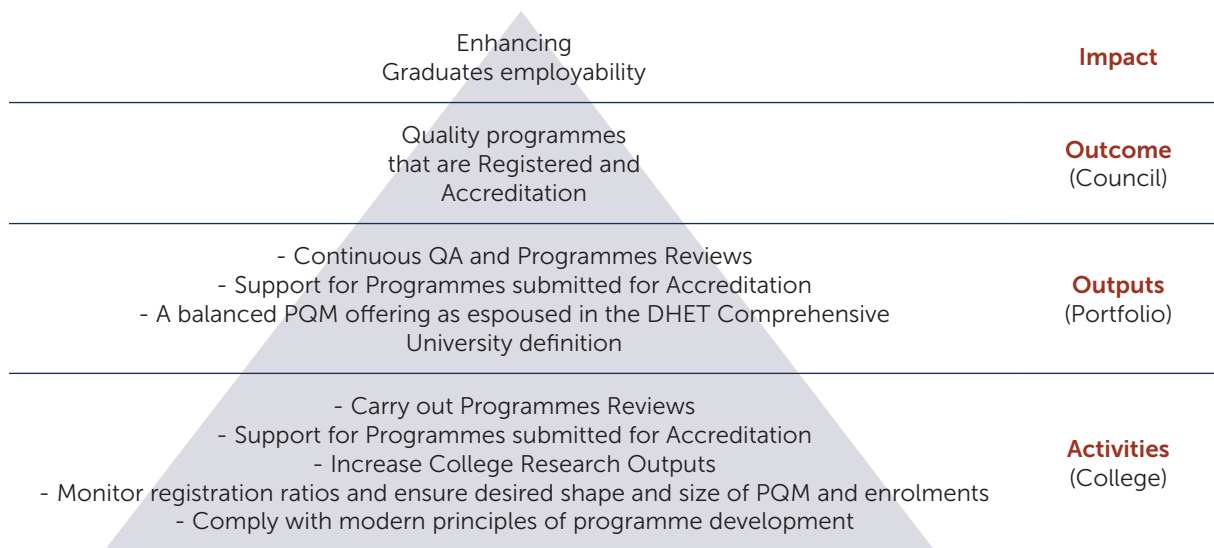 Enhancing
Graduates employability
Impact
Quality programmes
that are Registered and
Accreditation
Outcome
(Council)
- Continuous QA and Programmes Reviews
- Support for Programmes submitted for Accreditation
- A balanced PQM offering as espoused in the DHET Comprehensive
University definition
Outputs
(Portfolio)
- Carry out Programmes Reviews
- Support for Programmes submitted for Accreditation
- Increase College Research Outputs
- Monitor registration ratios and ensure desired shape and size of PQM and enrolments
- Comply with modern principles of programme development
Activities
(College)